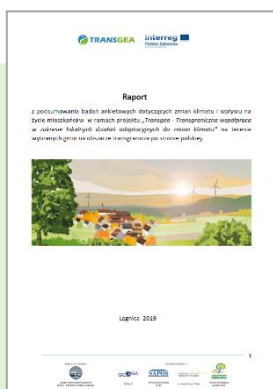 TRANSGEA Interreg
Polska-Saksonia
Raport
z podsumowania badań ankietowych dotyczących zmian klimatu i wpływu na
życie mieszkańców w ramach projektu „Transgea - Transgraniczna współpraca
w zakresie lokalnych działań adaptacyjnych do zmian klimatu” na terenie
wybranych gmin na obszarze transgranicza po stronie polskiej.
Legnica 2019
1
SAPOS